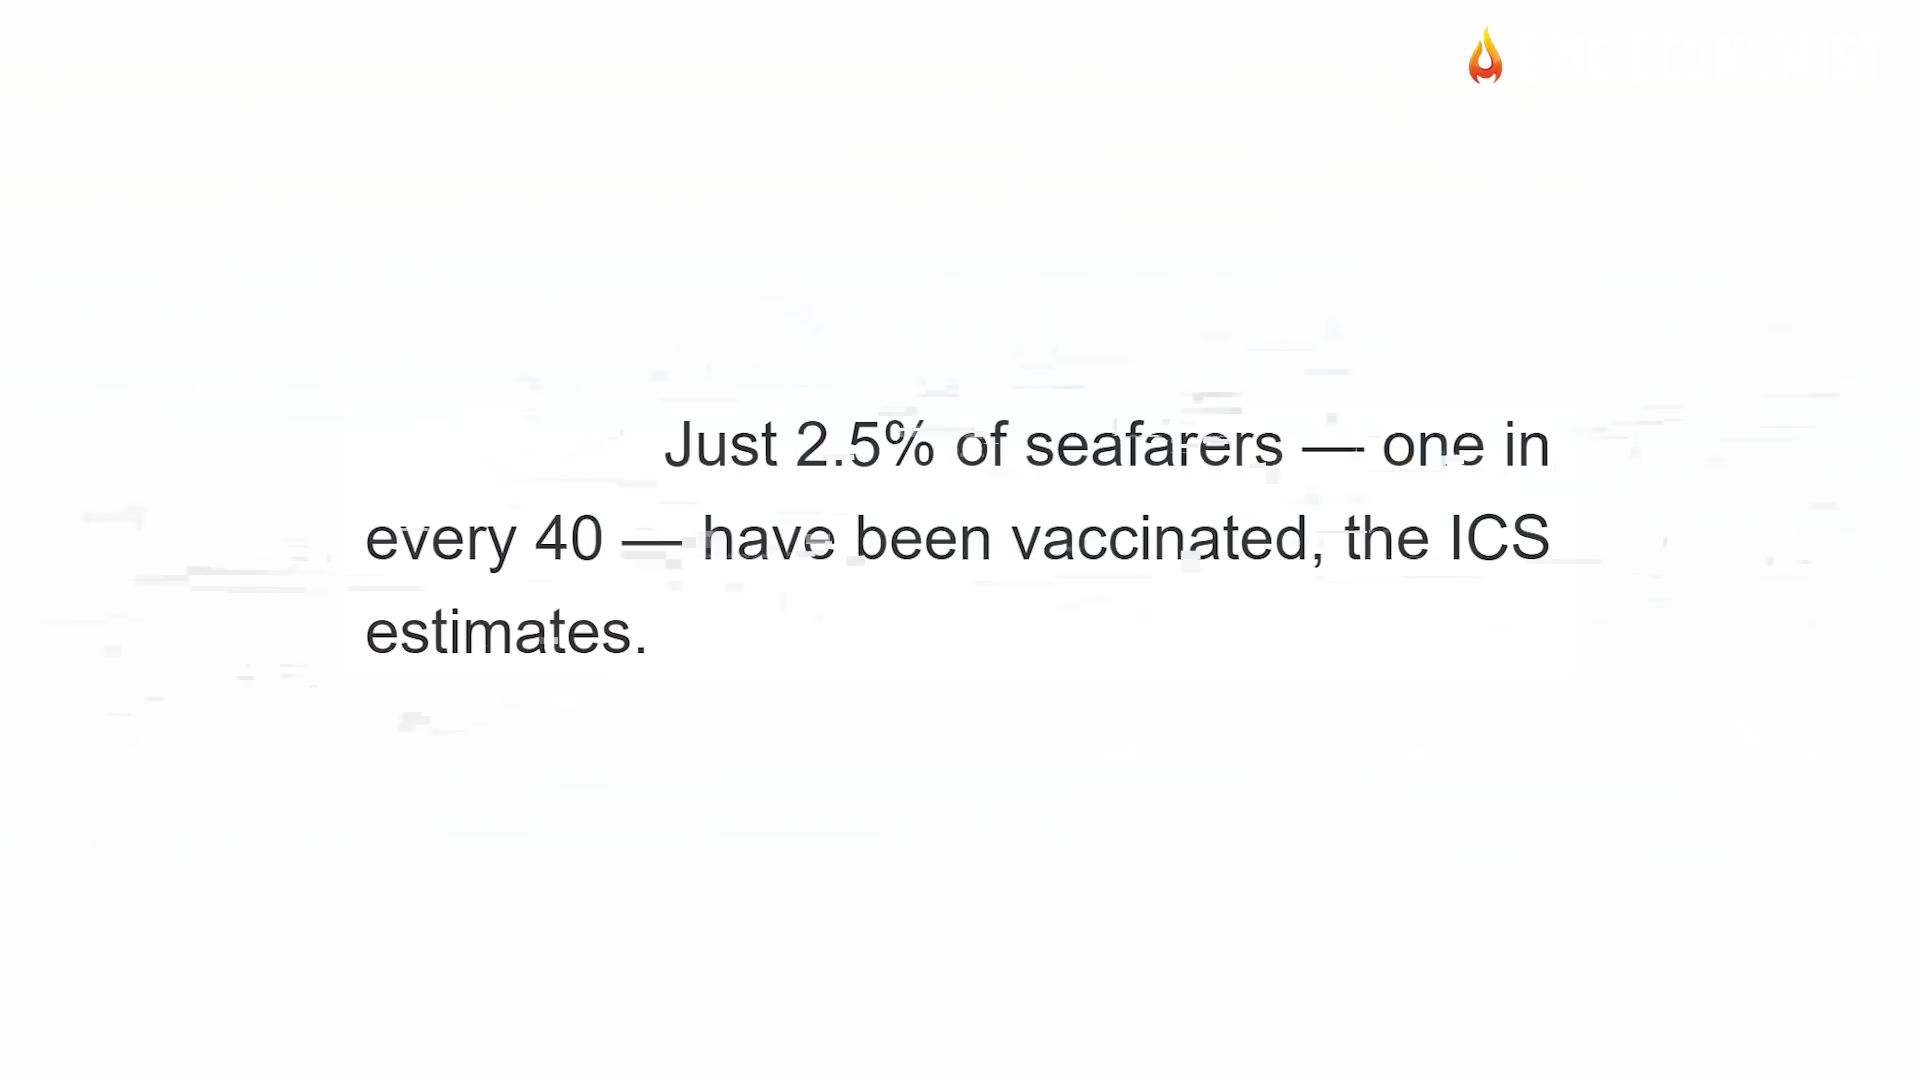 Just 2.5% of seafarers — one in
every 40 — have been vaccinated, the ICS
estimates.